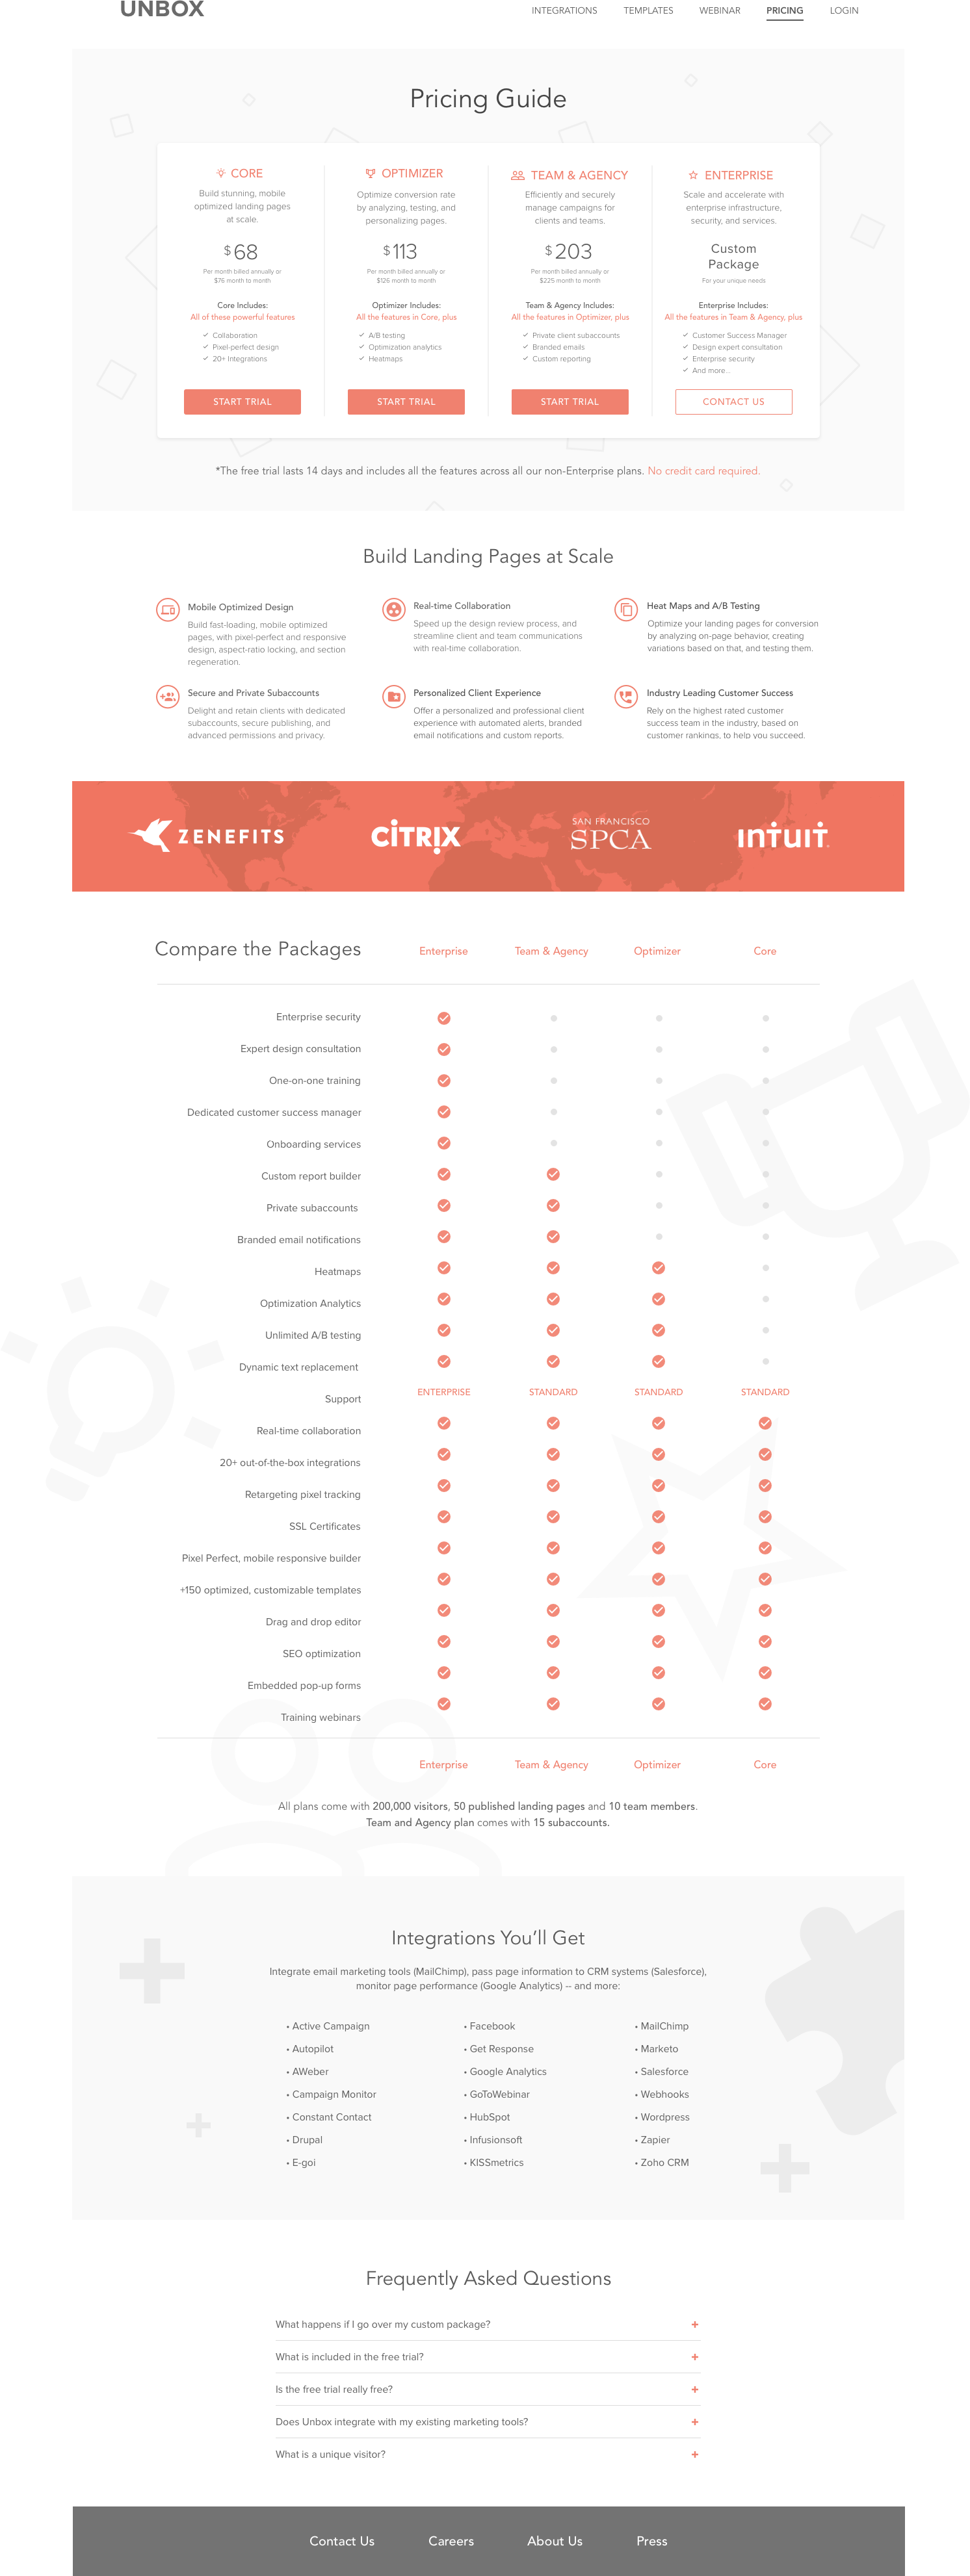 UNBOX
INTEGRATIONS TEMPLATES WEBINAR PRICING LOGIN
Pricing Guide
CORE
Build stunning, mobile
optimized landing pages
at scale.
$ 68
Per month billed annually or
$76 month to month
Core Includes:
All of these powerful features
Collaboration
Pixel-perfect design
20+ Integrations
START TRIAL
OPTIMIZER
Optimize conversion rate
by analyzing, testing, and
personalizing pages.
$ 113
Per month billed annually or
$126 month to month
Optimizer Includes:
All the features in Core, plus
A/B testing
Optimization analytics
Heatmaps
START TRIAL
TEAM & AGENCY
Efficiently and securely
manage campaigns for
clients and teams.
$ 203
Per month billed annually or
$225 month to month
Team & Agency Includes:
All the features in Optimizer, plus
Private client subaccounts
Branded emails
Custom reporting
START TRIAL
ENTERPRISE
Scale and accelerate with
enterprise infrastructure,
security, and services.
Custom
Package
For your unique needs
Enterprise Includes:
All the features in Team & Agency, plus
Customer Success Manager
Design expert consultation
Enterprise security
And more...
CONTACT US
*The free trial lasts 14 days and includes all the features across all our non-Enterprise plans. No credit card required.
Build Landing Pages at Scale
Mobile Optimized Design
Build fast-loading, mobile optimized
pages, with pixel-perfect and responsive
design, aspect-ratio locking, and section
regeneration.
Real-time Collaboration
Speed up the design review process, and
streamline client and team communications
with real-time collaboration.
Heat Maps and A/B Testing
Optimize your landing pages for conversion
by analyzing on-page behavior, creating
variations based on that, and testing them.
Secure and Private Subaccounts
Delight and retain clients with dedicated
subaccounts, secure publishing, and
advanced permissions and privacy.
Personalized Client Experience
Offer a personalized and professional client
experience with automated alerts, branded
email notifications and custom reports.
Industry Leading Customer Success
Rely on the highest rated customer
success team in the industry, based on
customer rankings, to help you succeed.
ZENEFITS
CITRIX
SAN FRANCISCO
SPCA
intuit
Compare the Packages Enterprise Team & Agency Optimizer Core
Enterprise security
Expert design consultation
One-on-one training
Dedicated customer success manager
Onboarding services
Custom report builder
Private subaccounts
Branded email notifications
Heatmaps
Optimization Analytics
Unlimited A/B testing
Dynamic text replacement
Support ENTERPRISE STANDARD STANDARD STANDARD
Real-time collaboration
20+ out-of-the-box integrations
Retargeting pixel tracking
SSL Certificates
Pixel Perfect, mobile responsive builder
+150 optimized, customizable templates
Drag and drop editor
SEO optimization
Embedded pop-up forms
Training webinars
Enterprise Team & Agency Optimizer Core
All plans come with 200,000 visitors, 50 published landing pages and 10 team members.
Team and Agency plan comes with 15 subaccounts.
Integrations You'll Get
Integrate email marketing tools (MailChimp), pass page information to CRM systems (Salesforce),
monitor page performance (Google Analytics) -- and more:
• Active Campaign
• Autopilot
• AWeber
• Campaign Monitor
• Constant Contact
• Drupal
• E-goi
• Facebook
• Get Response
• Google Analytics
• GoToWebinar
• HubSpot
• Infusionsoft
• KISSmetrics
• MailChimp
• Marketo
• Salesforce
• Webhooks
• Wordpress
• Zapier
• Zoho CRM
Frequently Asked Questions
What happens if I go over my custom package? +
What is included in the free trial? +
Is the free trial really free? +
Does Unbox integrate with my existing marketing tools? +
What is a unique visitor? +
Contact Us Careers About Us Press